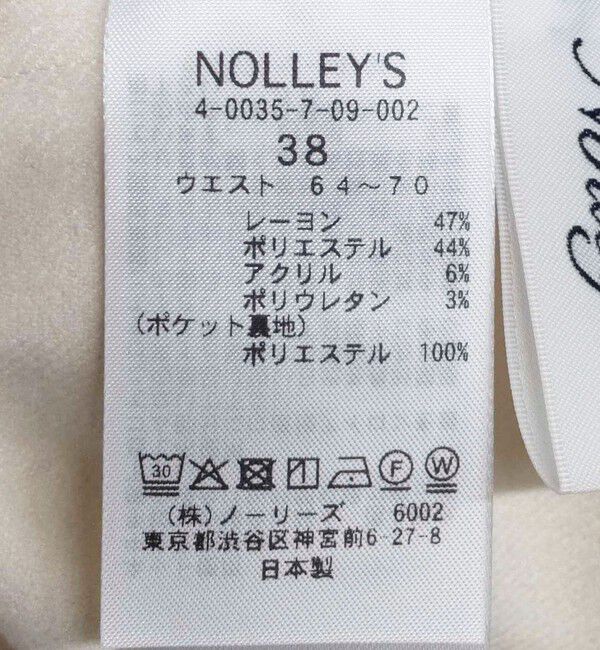 NOLLEY'S
4-0035-7-09-002
38
ウエスト 64〜70
レーヨン 47%
ポリエステル 44%
アクリル 6%
ポリウレタン 3%
(ポケット裏地)
ポリエステル 100%
30 F W
(株)ノーリーズ 6002
東京都渋谷区神宮前6-27-8
日本製